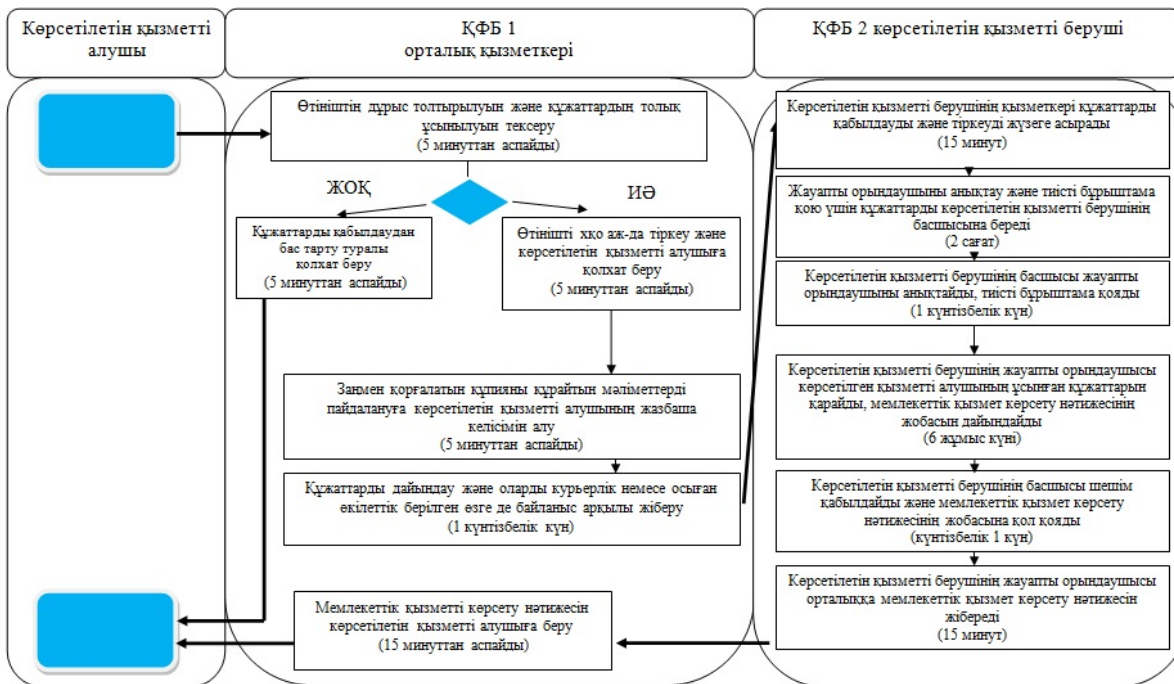 Көрсетілетін қызметті
алушы
ҚФБ 1
орталық қызметкері
ҚФБ 2 көрсетілетін қызметті беруші
Өтініштің дұрыс толтырылуын және құжаттардың толық
ұсынылуын тексеру
(5 минуттан аспайды)
ЖОҚ
ИӘ
Құжаттарды қабылдаудан
бас тарту туралы
қолхат беру
(5 минуттан аспайды)
Өтінішті хқо аж-да тіркеу және
көрсетілетін қызметті алушыға
қолхат беру
(5 минуттан аспайды)
Заңмен қорғалатын құпияны құрайтын мәліметтерді
пайдалануға көрсетілетін қызметті алушының жазбаша
келісімін алу
(5 минуттан аспайды)
Құжаттарды дайындау және оларды курьерлік немесе осыған
өкілеттік берілген өзге де байланыс арқылы жіберу
(1 күнтізбелік күн)
Мемлекеттік қызметті көрсету нәтижесін
көрсетілетін қызметті алушыға беру
(15 минуттан аспайды)
Көрсетілетін қызметті берушінің қызметкері құжаттарды
қабылдауды және тіркеуді жүзеге асырады
(15 минут)
Жауапты орындаушыны анықтау және тиісті бұрыштама
қою үшін құжаттарды көрсетілетін қызметті берушінің
басшысына береді
(2 сағат)
Көрсетілетін қызметті берушінің басшысы жауапты
орындаушыны анықтайды, тиісті бұрыштама қояды
(1 күнтізбелік күн)
Көрсетілетін қызметті берушінің жауапты орындаушысы
көрсетілген қызметті алушының ұсынған құжаттарын
қарайды, мемлекеттік қызмет көрсету нәтижесінің
жобасын дайындайды
(6 жұмыс күні)
Көрсетілетін қызметті берушінің басшысы шешім
қабылдайды және мемлекеттік қызмет көрсету
нәтижесінің жобасына қол қояды
(күнтізбелік 1 күн)
Көрсетілетін қызметті берушінің жауапты орындаушысы
орталыққа мемлекеттік қызмет көрсету нәтижесін
жібереді
(15 минут)